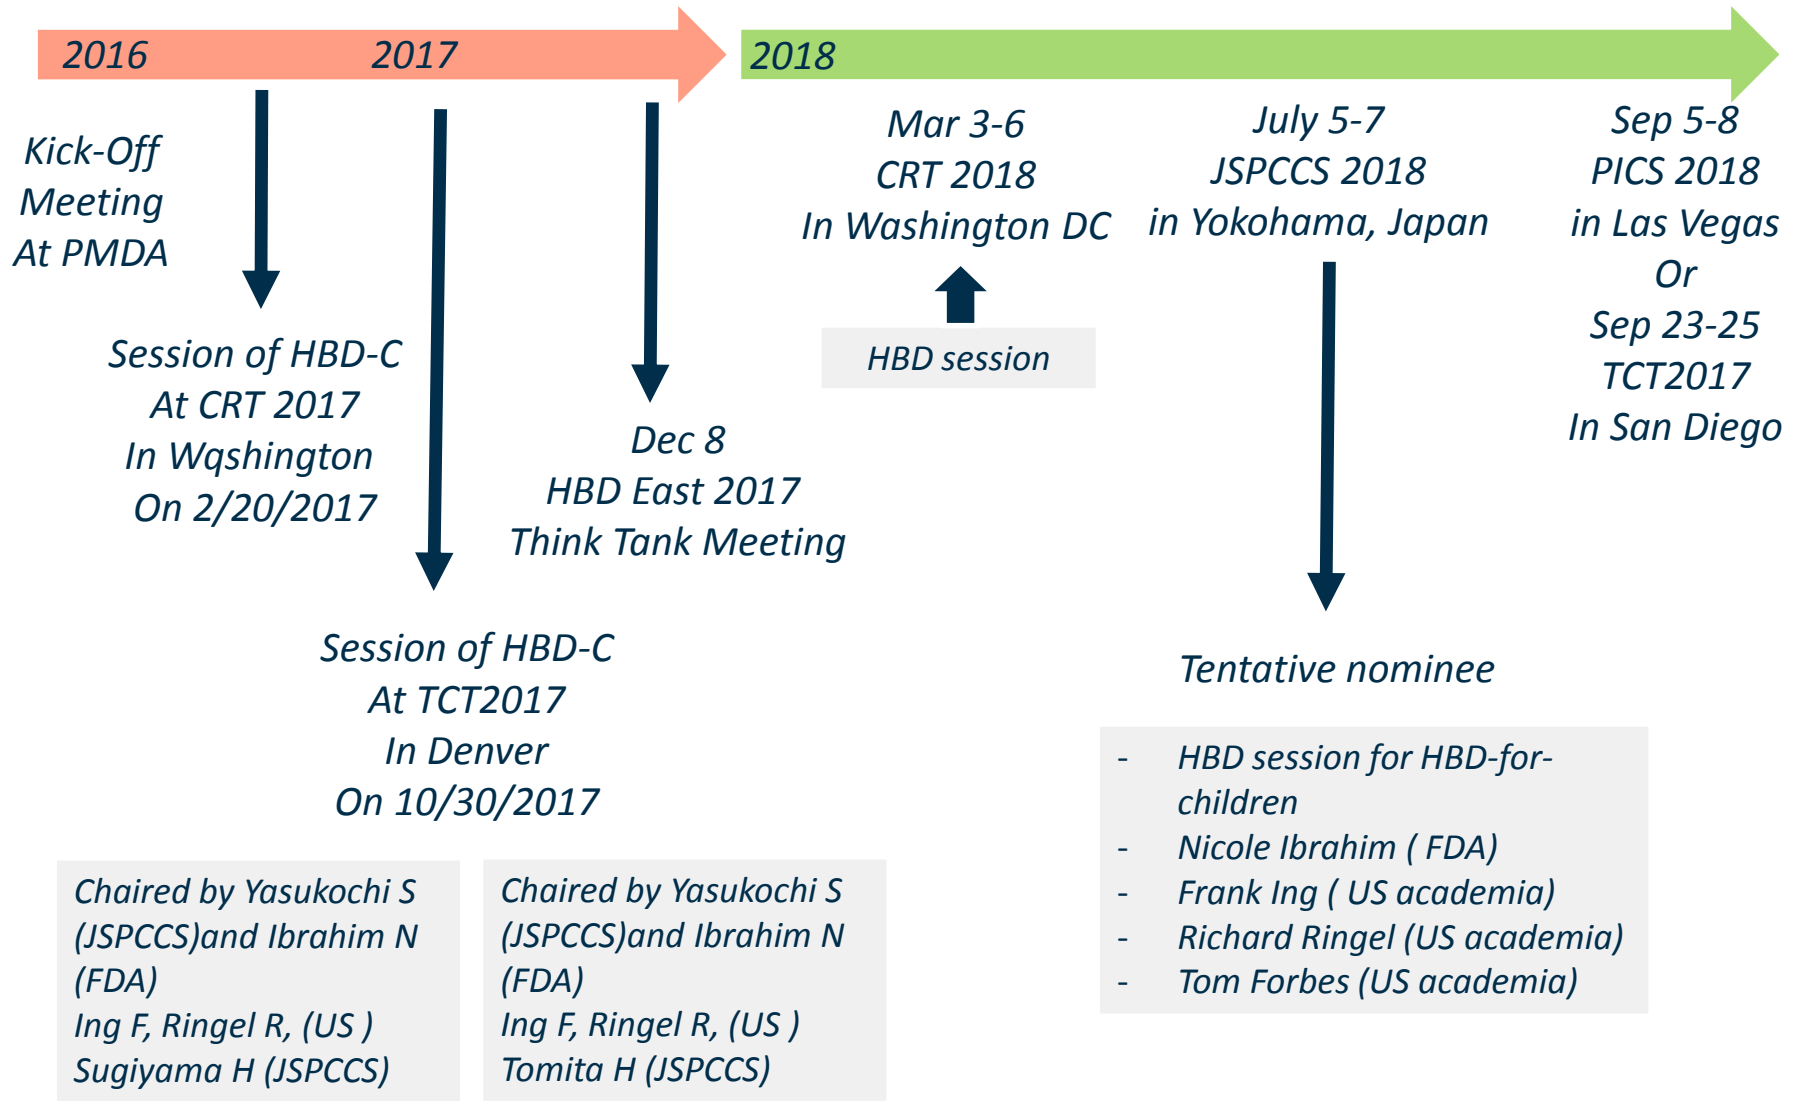 2016
2017
2018
Kick-Off
Meeting
At PMDA
Session of HBD-C
At CRT 2017
In Wqshington
On 2/20/2017
Session of HBD-C
At TCT2017
In Denver
On 10/30/2017
Dec 8
HBD East 2017
Think Tank Meeting
Mar 3-6
CRT 2018
In Washington DC
HBD session
July 5-7
JSPCCS 2018
in Yokohama, Japan
Sep 5-8
PICS 2018
in Las Vegas
Or
Sep 23-25
TCT2017
In San Diego
Tentative nominee
- HBD session for HBD-for-
children
- Nicole Ibrahim ( FDA)
- Frank Ing ( US academia)
- Richard Ringel (US academia)
- Tom Forbes (US academia)
Chaired by Yasukochi S
(JSPCCS)and Ibrahim N
(FDA)
Ing F, Ringel R, (US )
Sugiyama H (JSPCCS)
Chaired by Yasukochi S
(JSPCCS)and Ibrahim N
(FDA)
Ing F, Ringel R, (US )
Tomita H (JSPCCS)